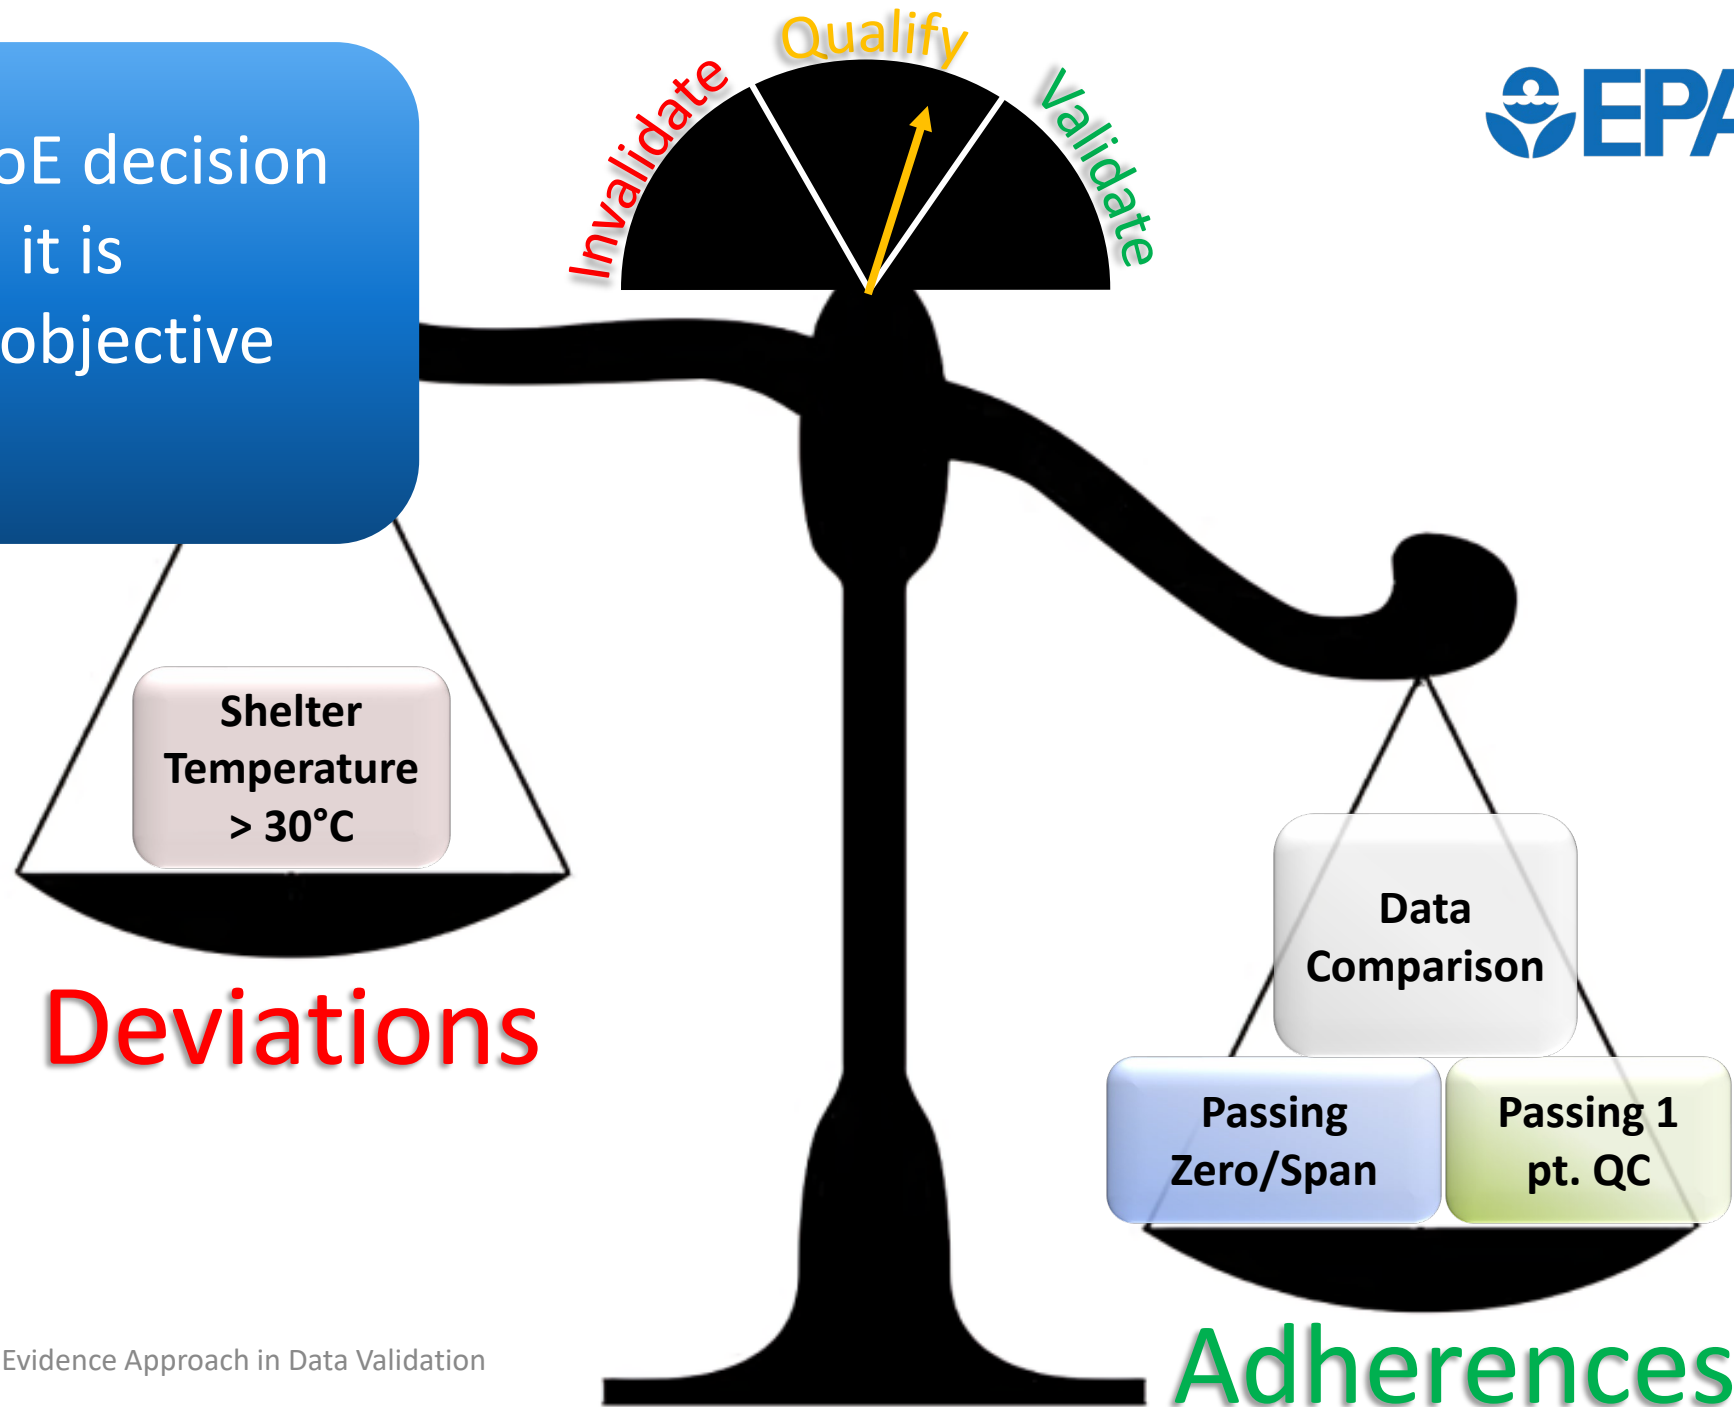 Qualify
Invalidate
Validate
EPA
oE decision
it is
objective
Shelter
Temperature
> 30°C
Deviations
Data
Comparison
Passing
Zero/Span
Passing 1
pt. QC
Adherences
Evidence Approach in Data Validation